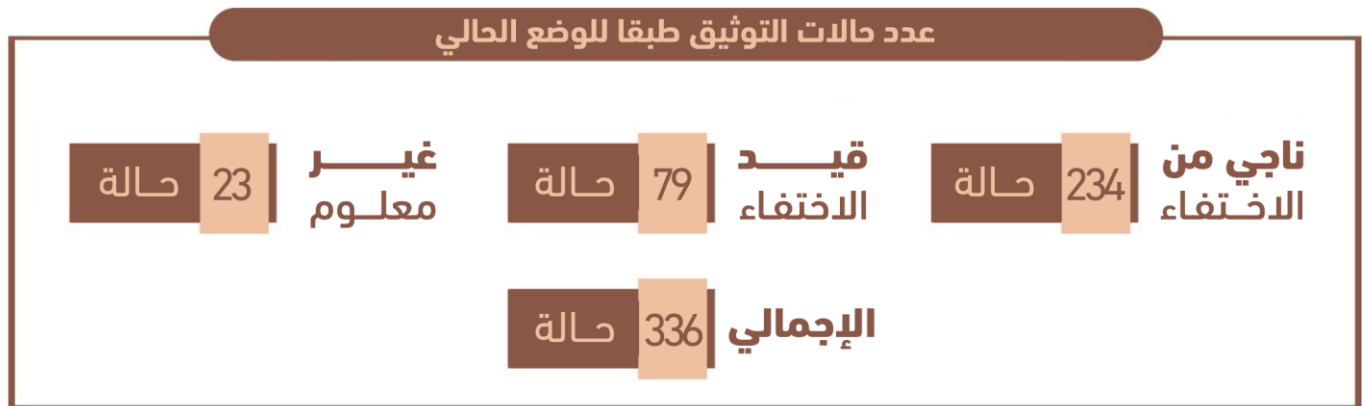 عدد حالات التوثيق طبقا للوضع الحالي
ناجي من
الاختفاء
234 حالة
قيد
الاختفاء
79 حالة
غير
معلوم
23 حالة
الإجمالي
336 حالة